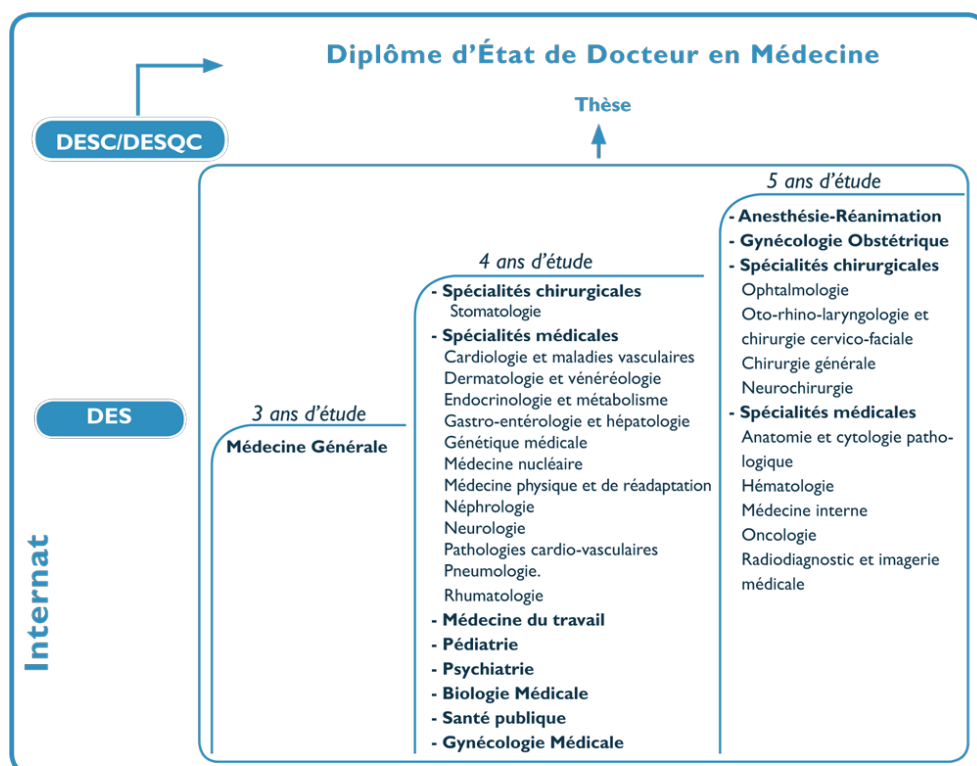 Diplôme d'État de Docteur en Médecine
Thèse
DESC/DESQC
DES
Internat
3 ans d'étude
Médecine Générale
4 ans d'étude
- Spécialités chirurgicales
Stomatologie
- Spécialités médicales
Cardiologie et maladies vasculaires
Dermatologie et vénéréologie
Endocrinologie et métabolisme
Gastro-entérologie et hépatologie
Génétique médicale
Médecine nucléaire
Médecine physique et de réadaptation
Néphrologie
Neurologie
Pathologies cardio-vasculaires
Pneumologie.
Rhumatologie
- Médecine du travail
- Pédiatrie
- Psychiatrie
- Biologie Médicale
- Santé publique
- Gynécologie Médicale
5 ans d'étude
- Anesthésie-Réanimation
- Gynécologie Obstétrique
- Spécialités chirurgicales
Ophtalmologie
Oto-rhino-laryngologie et
chirurgie cervico-faciale
Chirurgie générale
Neurochirurgie
- Spécialités médicales
Anatomie et cytologie patho-
logique
Hématologie
Médecine interne
Oncologie
Radiodiagnostic et imagerie
médicale